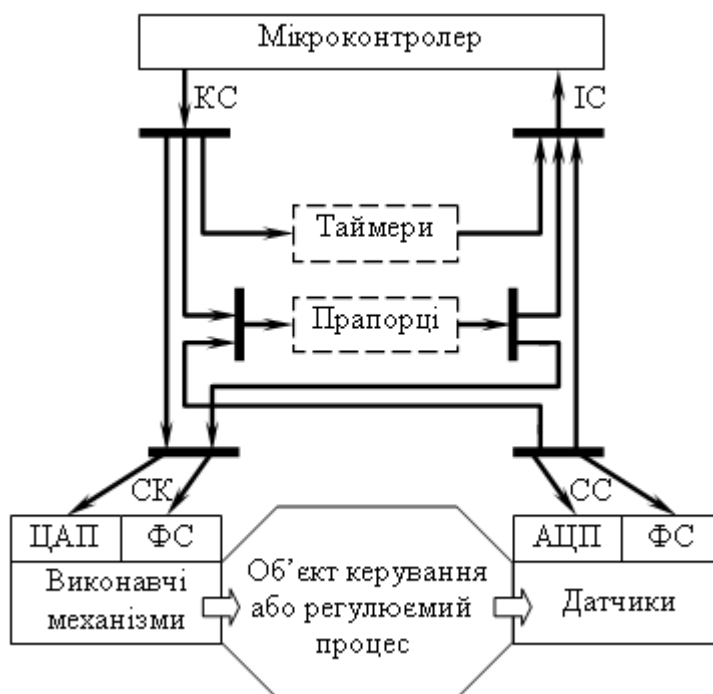 Мікроконтролер
КС
ІС
Таймери
Прапорці
СК
СС
ЦАП
ФС
АЦП
ФС
Виконавчі
механізми
Об’єкт керування
або регулюємий
процес
Датчики